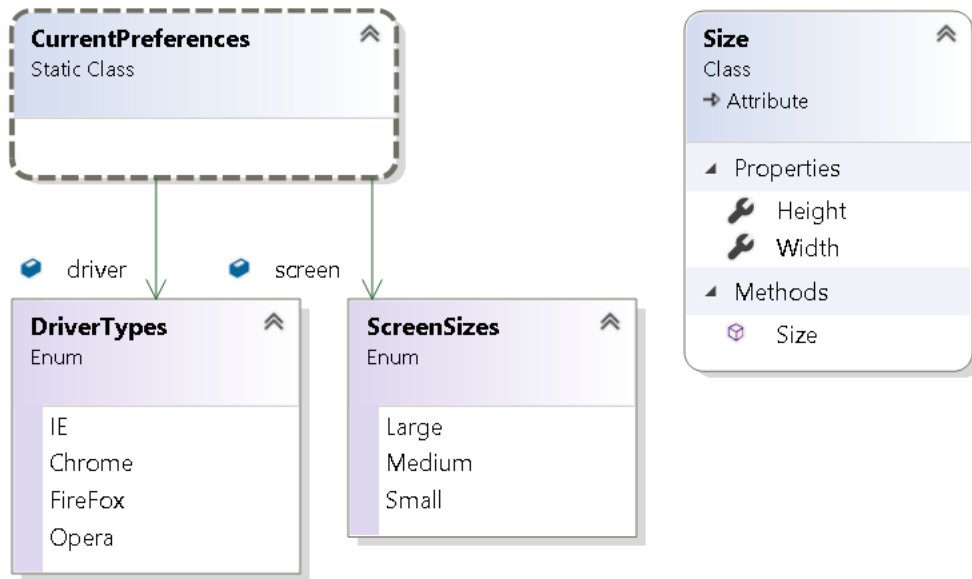 CurrentPreferences
Static Class
driver
screen
DriverTypes
Enum
IE
Chrome
FireFox
Opera
ScreenSizes
Enum
Large
Medium
Small
Size
Class
Attribute
Properties
Height
Width
Methods
Size